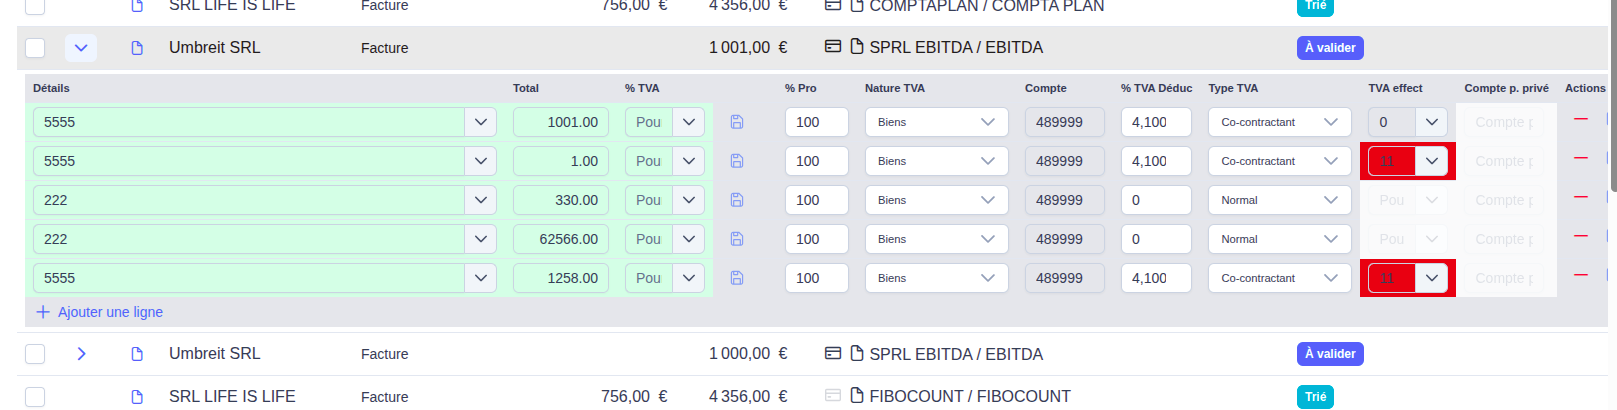 SRL LIFE IS LIFE Facture 756,00 € 4 356,00 € COMPTAPLAN / COMPTA PLAN Trié
Umbreit SRL Facture 1 001,00 € SPRL EBITDA / EBITDA À valider
Détails Total % TVA % Pro Nature TVA Compte % TVA Déduc Type TVA TVA effect Compte p. privé Actions
5555 1001.00 Pou 100 Biens 489999 4,100 Co-contractant 0 Compte p
5555 1.00 Pou 100 Biens 489999 4,100 Co-contractant 11 Compte p
222 330.00 Pou 100 Biens 489999 0 Normal Pou Compte p
222 62566.00 Pou 100 Biens 489999 0 Normal Pou Compte p
5555 1258.00 Pou 100 Biens 489999 4,100 Co-contractant 11 Compte p
Ajouter une ligne
Umbreit SRL Facture 1 000,00 € SPRL EBITDA / EBITDA À valider
SRL LIFE IS LIFE Facture 756,00 € 4 356,00 € FIBOCOUNT / FIBOCOUNT Trié